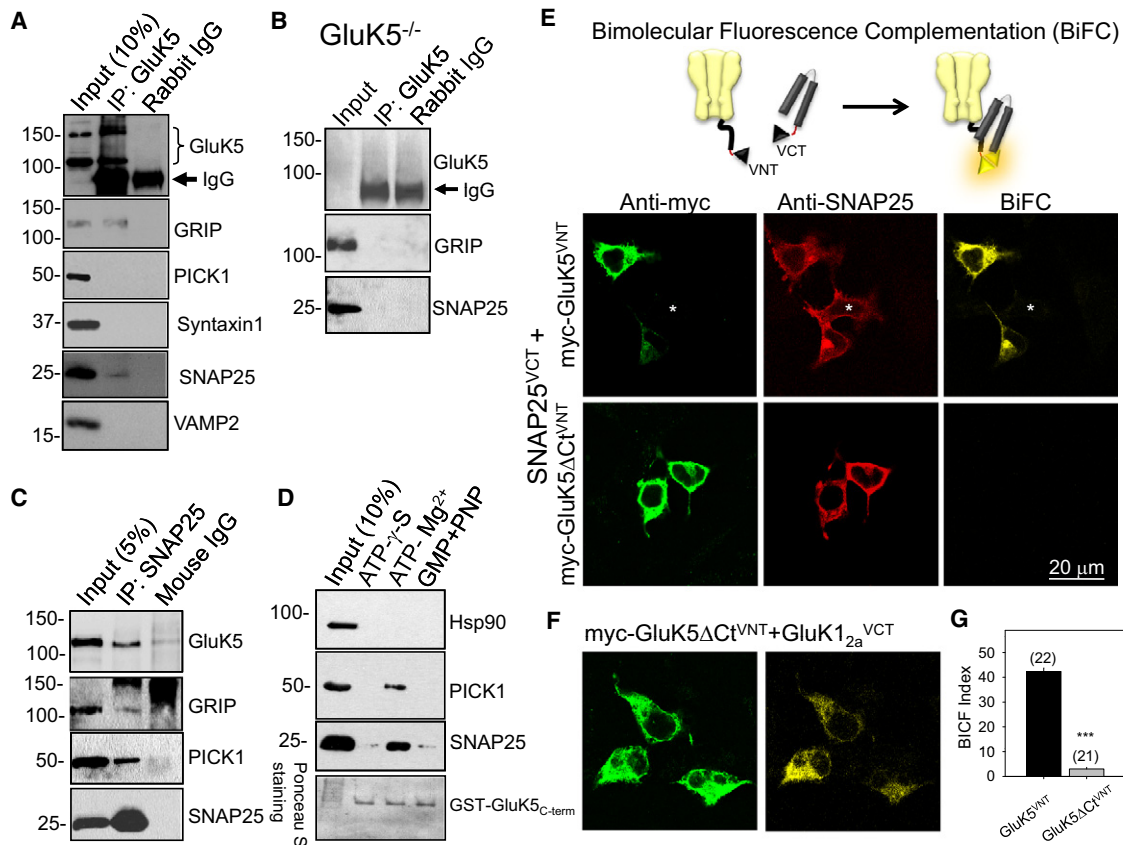 A
Input (10%)
IP: GluK5
Rabbit IgG
150-
100-
GluK5
IgG
150-
100-
GRIP
50-
PICK1
37-
Syntaxin1
25-
SNAP25
15-
VAMP2
B
GluK5-/-
Input
IP: GluK5
Rabbit IgG
150-
100-
GluK5
IgG
100-
GRIP
25-
SNAP25
C
Input (5%)
IP: SNAP25
Mouse IgG
150-
100-
GluK5
150-
100-
GRIP
50-
PICK1
25-
SNAP25
D
Input (10%)
ATP-γ-S
ATP- Mg2+
GMP+PNP
100-
Hsp90
50-
PICK1
25-
SNAP25
Ponceau S
staining
GST-GluK5C-term
E
Bimolecular Fluorescence Complementation (BiFC)
VNT
VCT
Anti-myc
Anti-SNAP25
BiFC
SNAP25VCT +
myc-GluK5VNT
myc-GluK5ΔCtVNT
*
*
*
20 μm
F
myc-GluK5ΔCtVNT+GluK12aVCT
G
BICF Index
50
40
30
20
10
0
(22)
***
(21)
GluK5VNT
GluK5ΔCtVNT